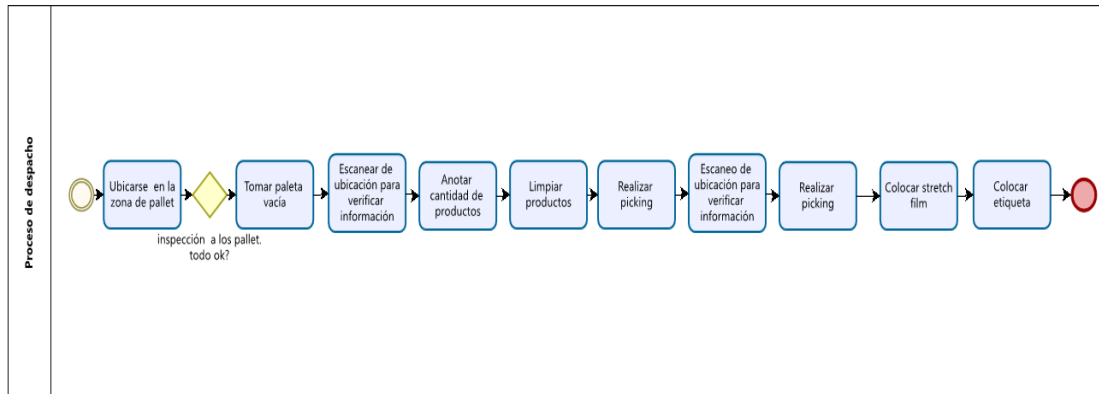 Proceso de despacho
Ubicarse en la
zona de pallet
inspección a los pallet.
todo ok?
Tomar paleta
vacía
Escanear de
ubicación para
verificar
información
Anotar
cantidad de
productos
Limpiar
productos
Realizar
picking
Escaneo de
ubicación para
verificar
información
Realizar
picking
Colocar stretch
film
Colocar
etiqueta